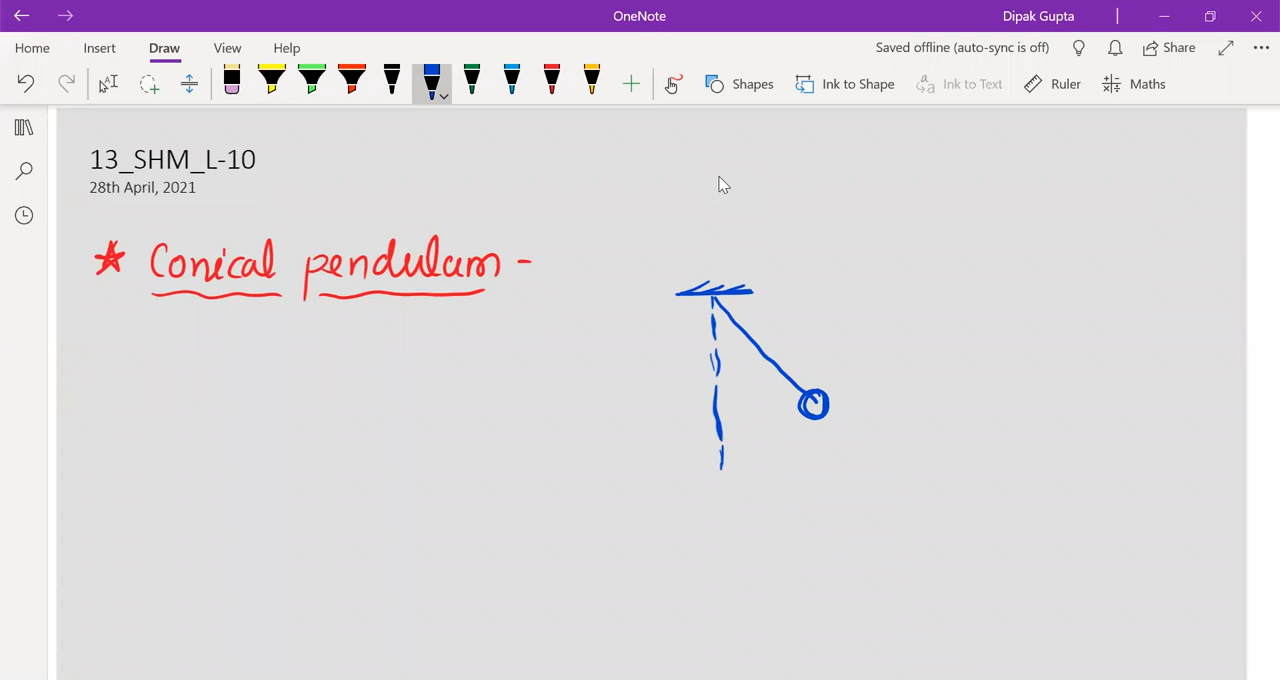 OneNote
Dipak Gupta
Home Insert Draw View Help
Saved offline (auto-sync is off)
Share
Shapes
Ink to Shape
Ink to Text
Ruler
Maths
13_SHM_L-10
28th April, 2021
* Conical pendulam -